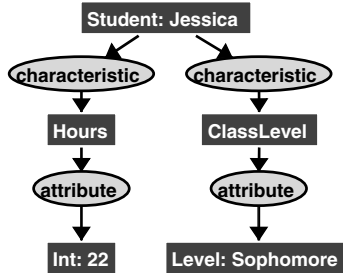 Student: Jessica
characteristic characteristic
Hours ClassLevel
attribute attribute
Int: 22 Level: Sophomore